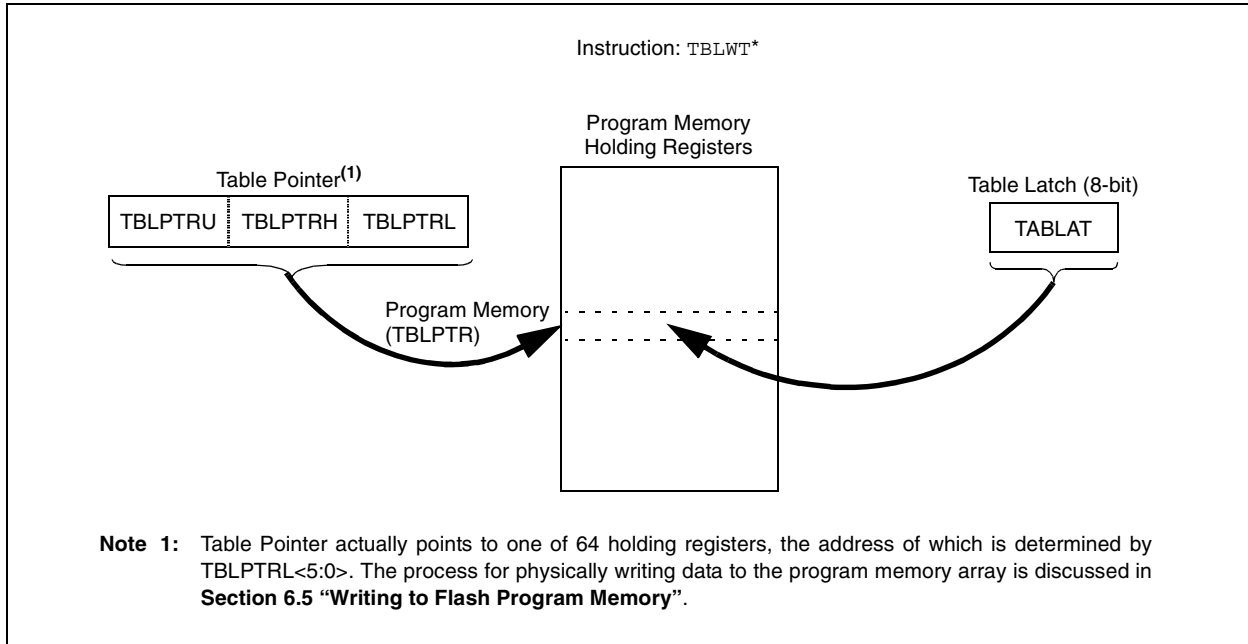 Instruction: TBLWT*
Program Memory
Holding Registers
Table Pointer(1)
Table Latch (8-bit)
TBLPTRU TBLPTRH TBLPTRL
TABLAT
Program Memory
(TBLPTR)
Note 1: Table Pointer actually points to one of 64 holding registers, the address of which is determined by
TBLPTRL<5:0>. The process for physically writing data to the program memory array is discussed in
Section 6.5 “Writing to Flash Program Memory”.